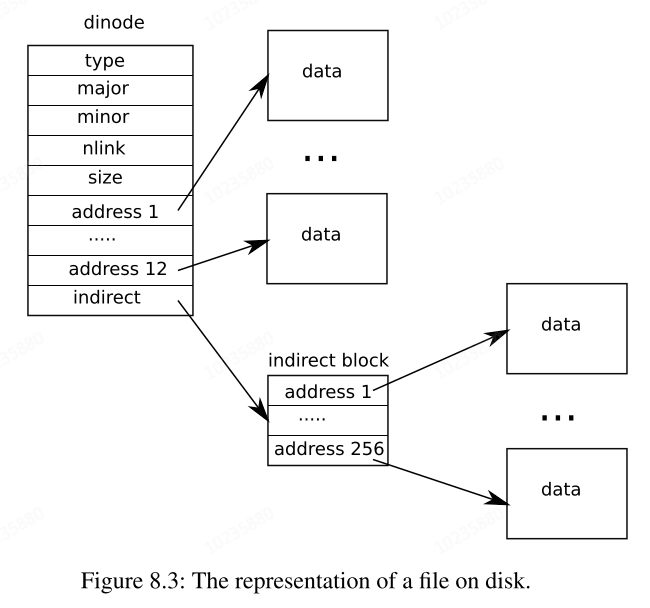 dinode
type
major
minor
nlink
size
address 1
.....
address 12
indirect
data
...
data
indirect block
address 1
.....
address 256
data
...
data
Figure 8.3: The representation of a file on disk.
10235880